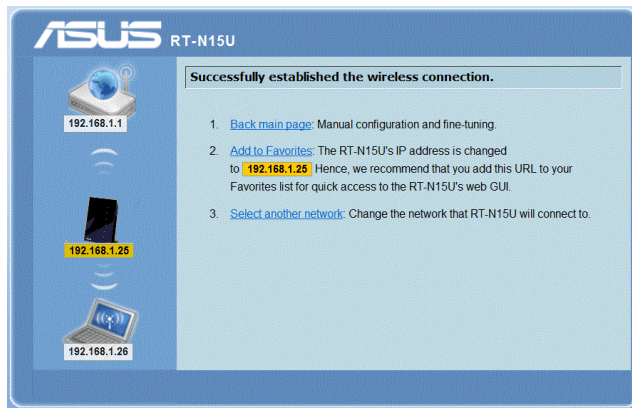 ASUS RT-N15U
Successfully established the wireless connection.
192.168.1.1
1. Back main page: Manual configuration and fine-tuning.
2. Add to Favorites: The RT-N15U's IP address is changed
to 192.168.1.25 Hence, we recommend that you add this URL to your
Favorites list for quick access to the RT-N15U's web GUI.
3. Select another network: Change the network that RT-N15U will connect to.
192.168.1.25
192.168.1.26